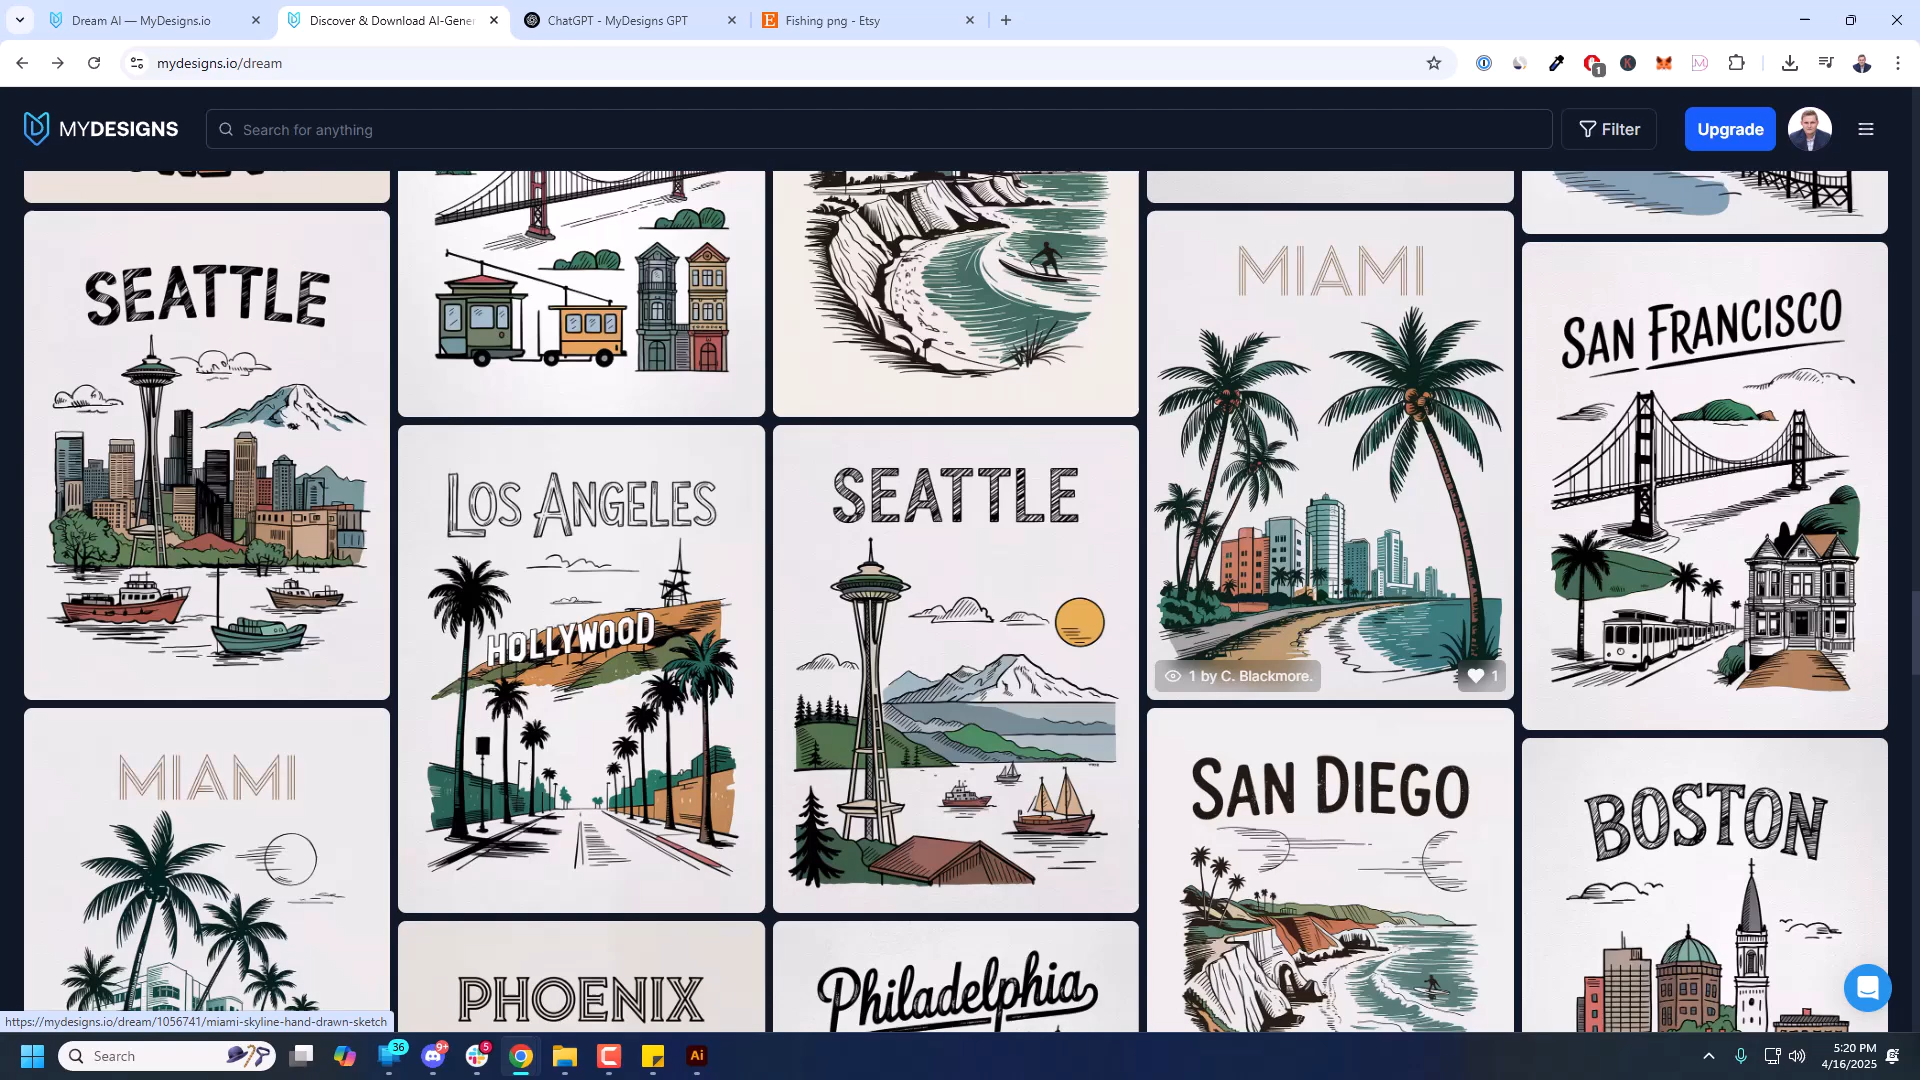 Dream AI — MyDesigns.io
Discover & Download AI-Gener
ChatGPT - MyDesigns GPT
Fishing png - Etsy
mydesigns.io/dream
1
MYDESIGNS
Search for anything
Filter
Upgrade
SEATTLE
MIAMI
SAN FRANCISCO
LOS ANGELES
HOLLYWOOD
SEATTLE
1 by C. Blackmore.
1
MIAMI
SAN DIEGO
BOSTON
PHOENIX
Philadelphia
https://mydesigns.io/dream/1056741/miami-skyline-hand-drawn-sketch
Search
36
9+
5
Ai
5:20 PM
4/16/2025